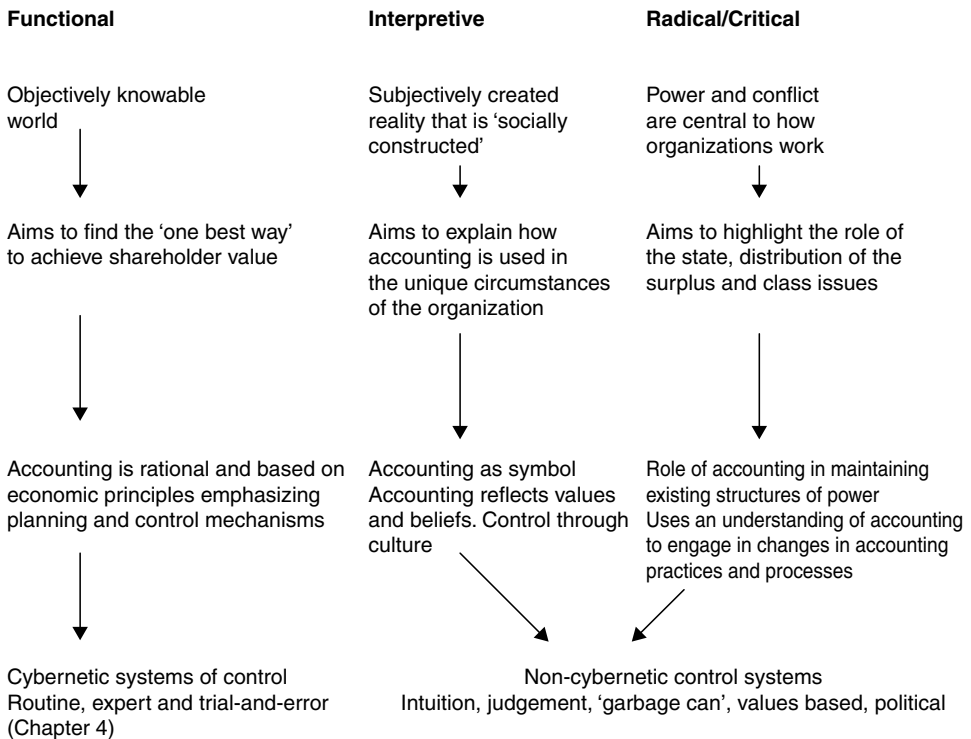 Functional
Interpretive
Radical/Critical
Objectively knowable
world
Subjectively created
reality that is ‘socially
constructed’
Power and conflict
are central to how
organizations work
Aims to find the ‘one best way’
to achieve shareholder value
Aims to explain how
accounting is used in
the unique circumstances
of the organization
Aims to highlight the role of
the state, distribution of the
surplus and class issues
Accounting is rational and based on
economic principles emphasizing
planning and control mechanisms
Accounting as symbol
Accounting reflects values
and beliefs. Control through
culture
Role of accounting in maintaining
existing structures of power
Uses an understanding of accounting
to engage in changes in accounting
practices and processes
Cybernetic systems of control
Routine, expert and trial-and-error
(Chapter 4)
Non-cybernetic control systems
Intuition, judgement, ‘garbage can’, values based, political